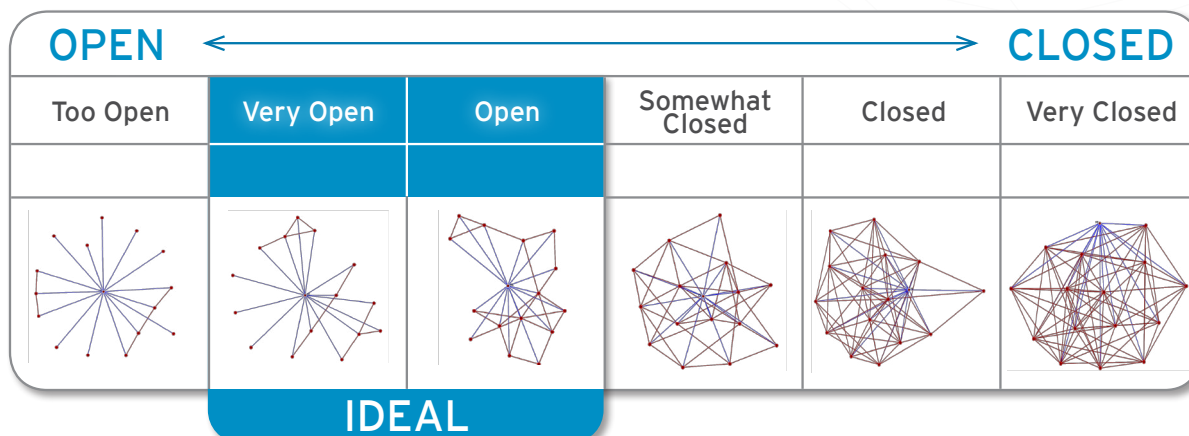 OPEN CLOSED
Too Open Very Open Open Somewhat Closed Closed Very Closed
IDEAL